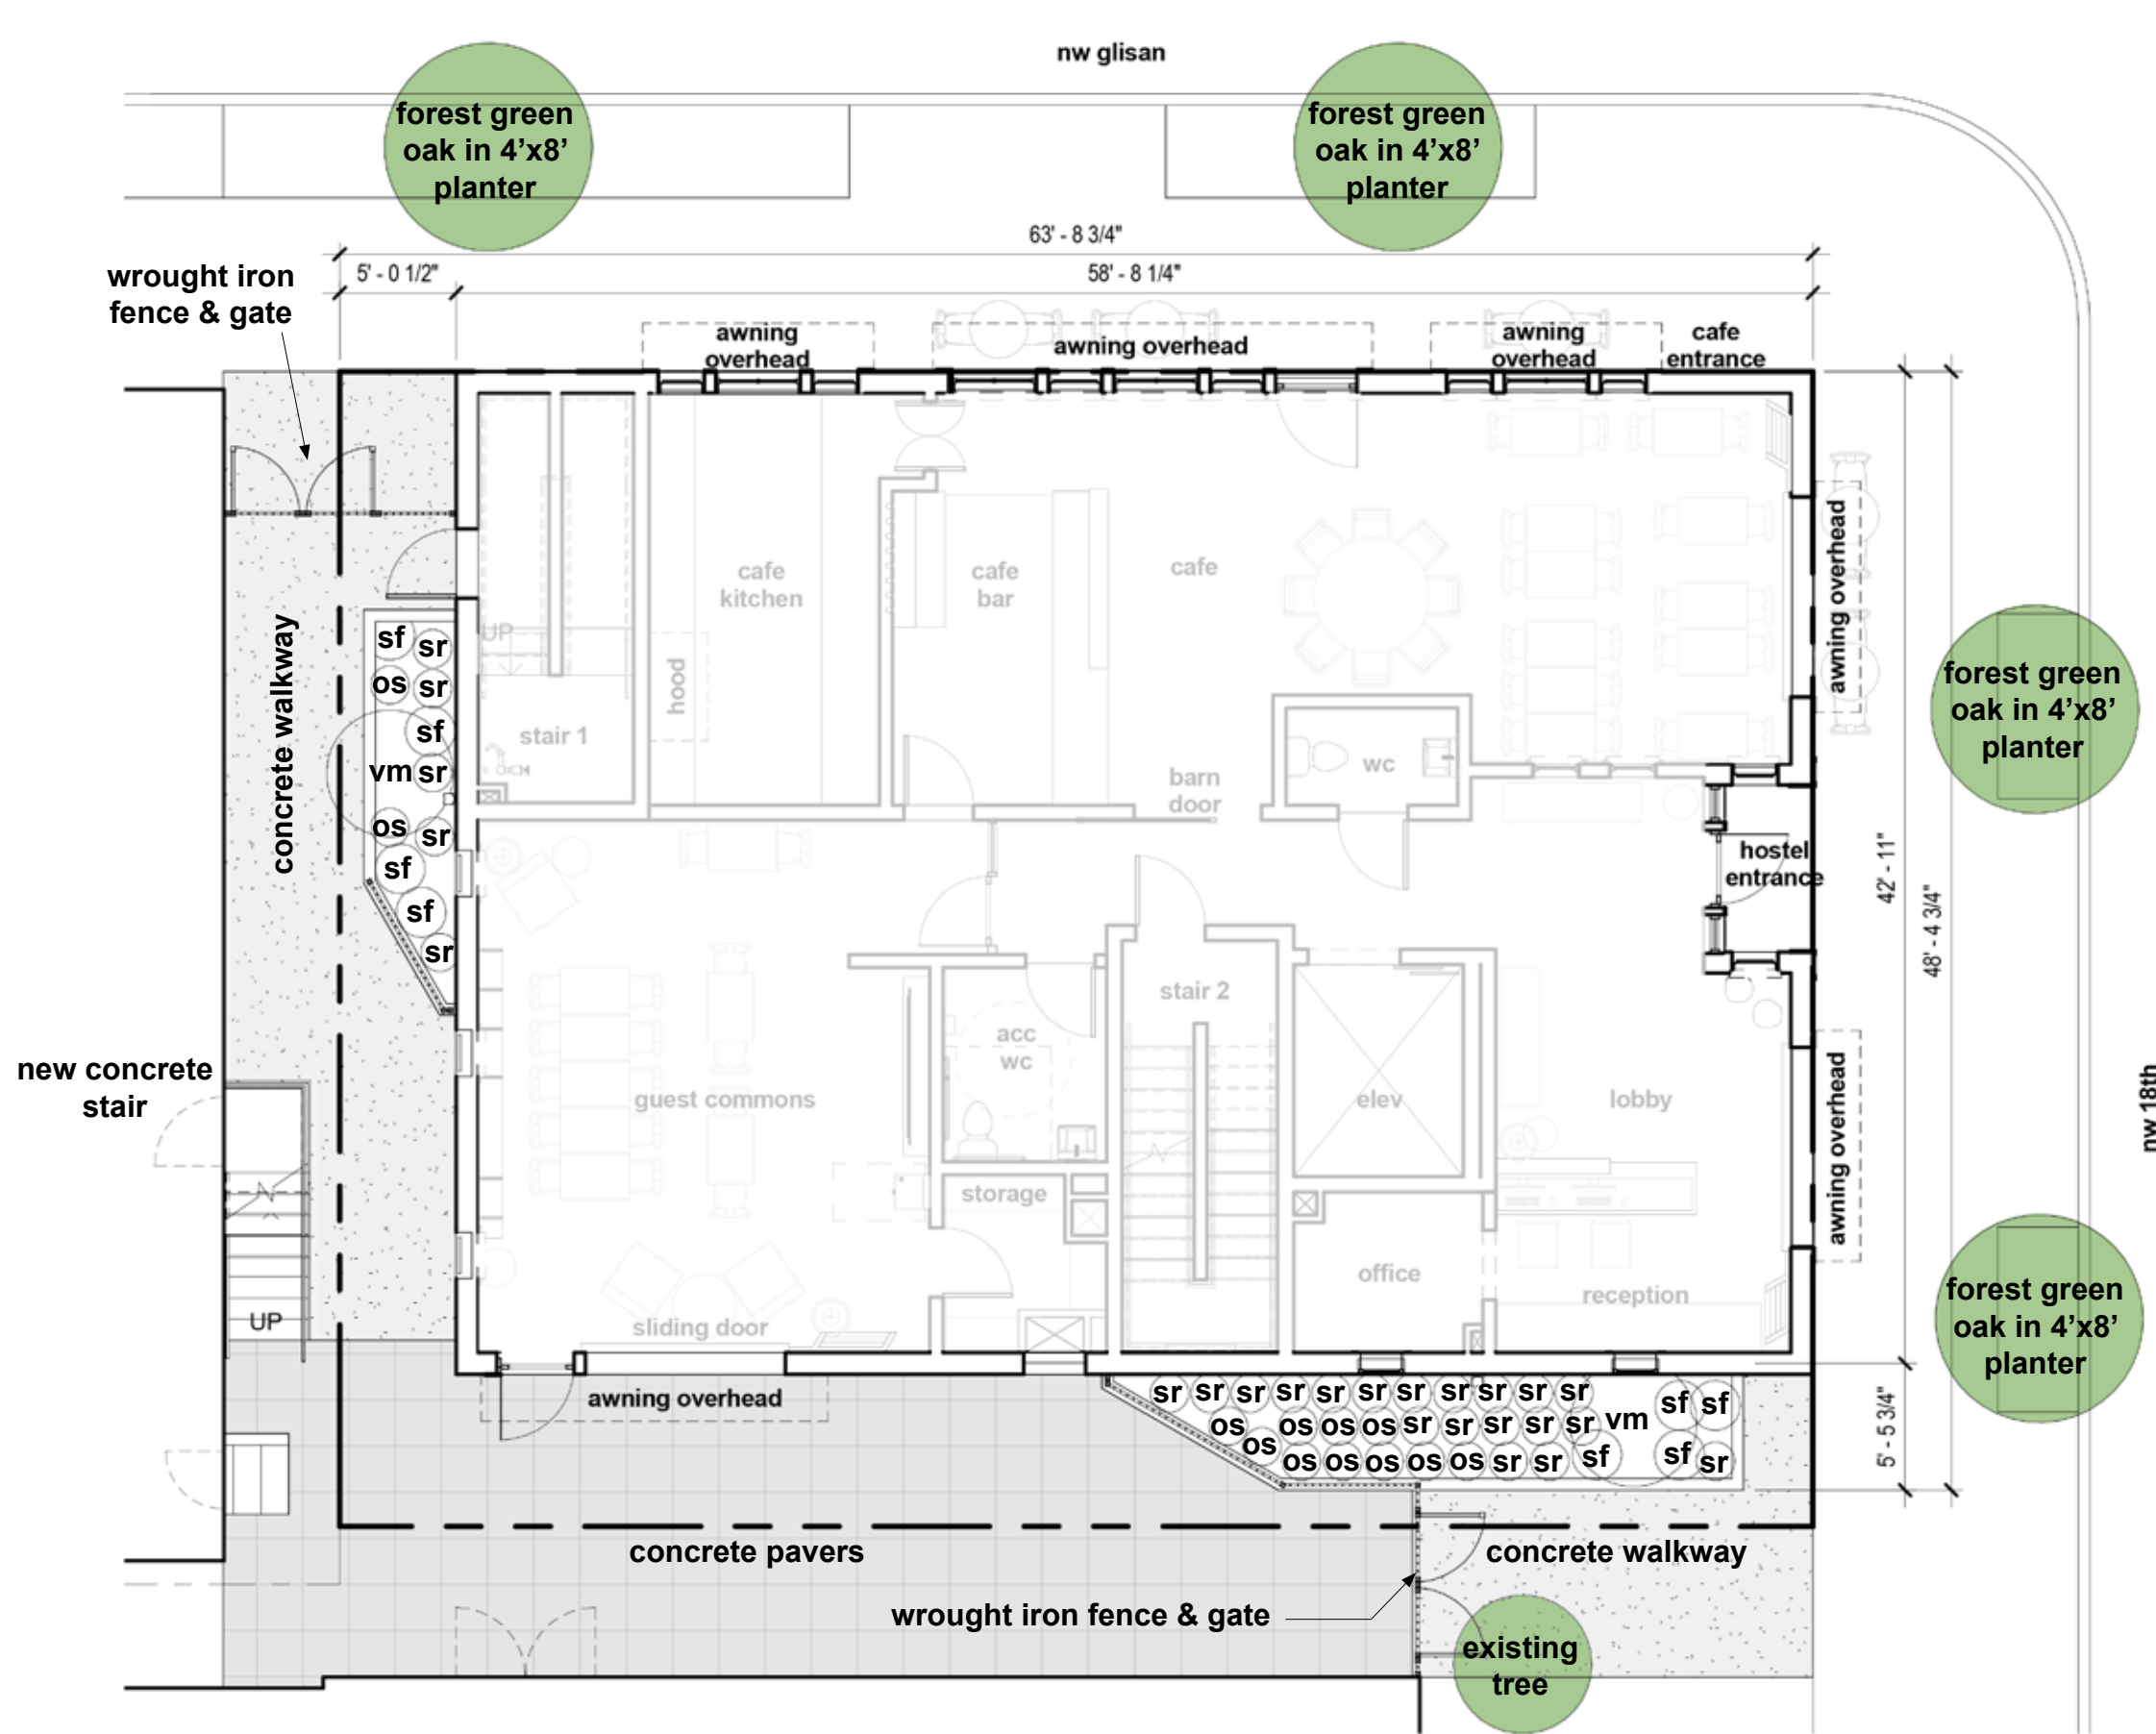 nw glisan
forest green
oak in 4’x8’
planter
forest green
oak in 4’x8’
planter
63' - 8 3/4"
5' - 0 1/2"
58' - 8 1/4"
wrought iron
fence & gate
awning
overhead
awning overhead
awning
overhead
cafe
entrance
cafe
kitchen
cafe
bar
cafe
awning overhead
concrete walkway
UP
hood
stair 1
wc
barn
door
sf
sr
os
sr
sf
vm
sr
os
sr
sf
sf
sr
forest green
oak in 4’x8’
planter
hostel
entrance
42' - 11"
48' - 4 3/4"
stair 2
acc
wc
new concrete
stair
guest commons
elev
lobby
awning overhead
nw 18th
storage
office
reception
UP
sliding door
forest green
oak in 4’x8’
planter
awning overhead
sr sr sr sr sr sr sr sr sr sr sr sf sf
os os os os sr sr sr sr sr vm
os
os os os os os sr sr sf sf sr
5' - 5 3/4"
concrete pavers
concrete walkway
wrought iron fence & gate
existing
tree